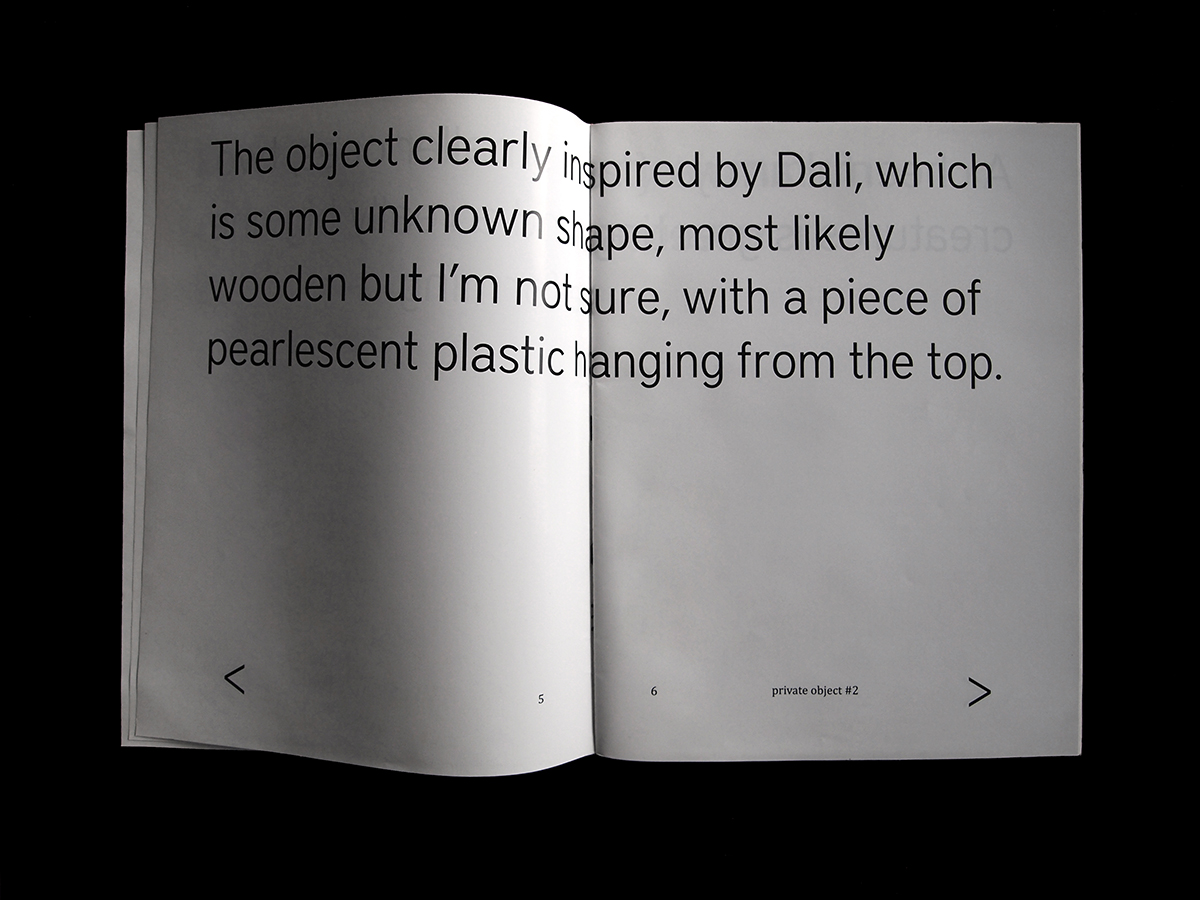 The object clearly inspired by Dali, which
is some unknown shape, most likely
wooden but I’m not sure, with a piece of
pearlescent plastic hanging from the top.
< 5 6 private object #2 >